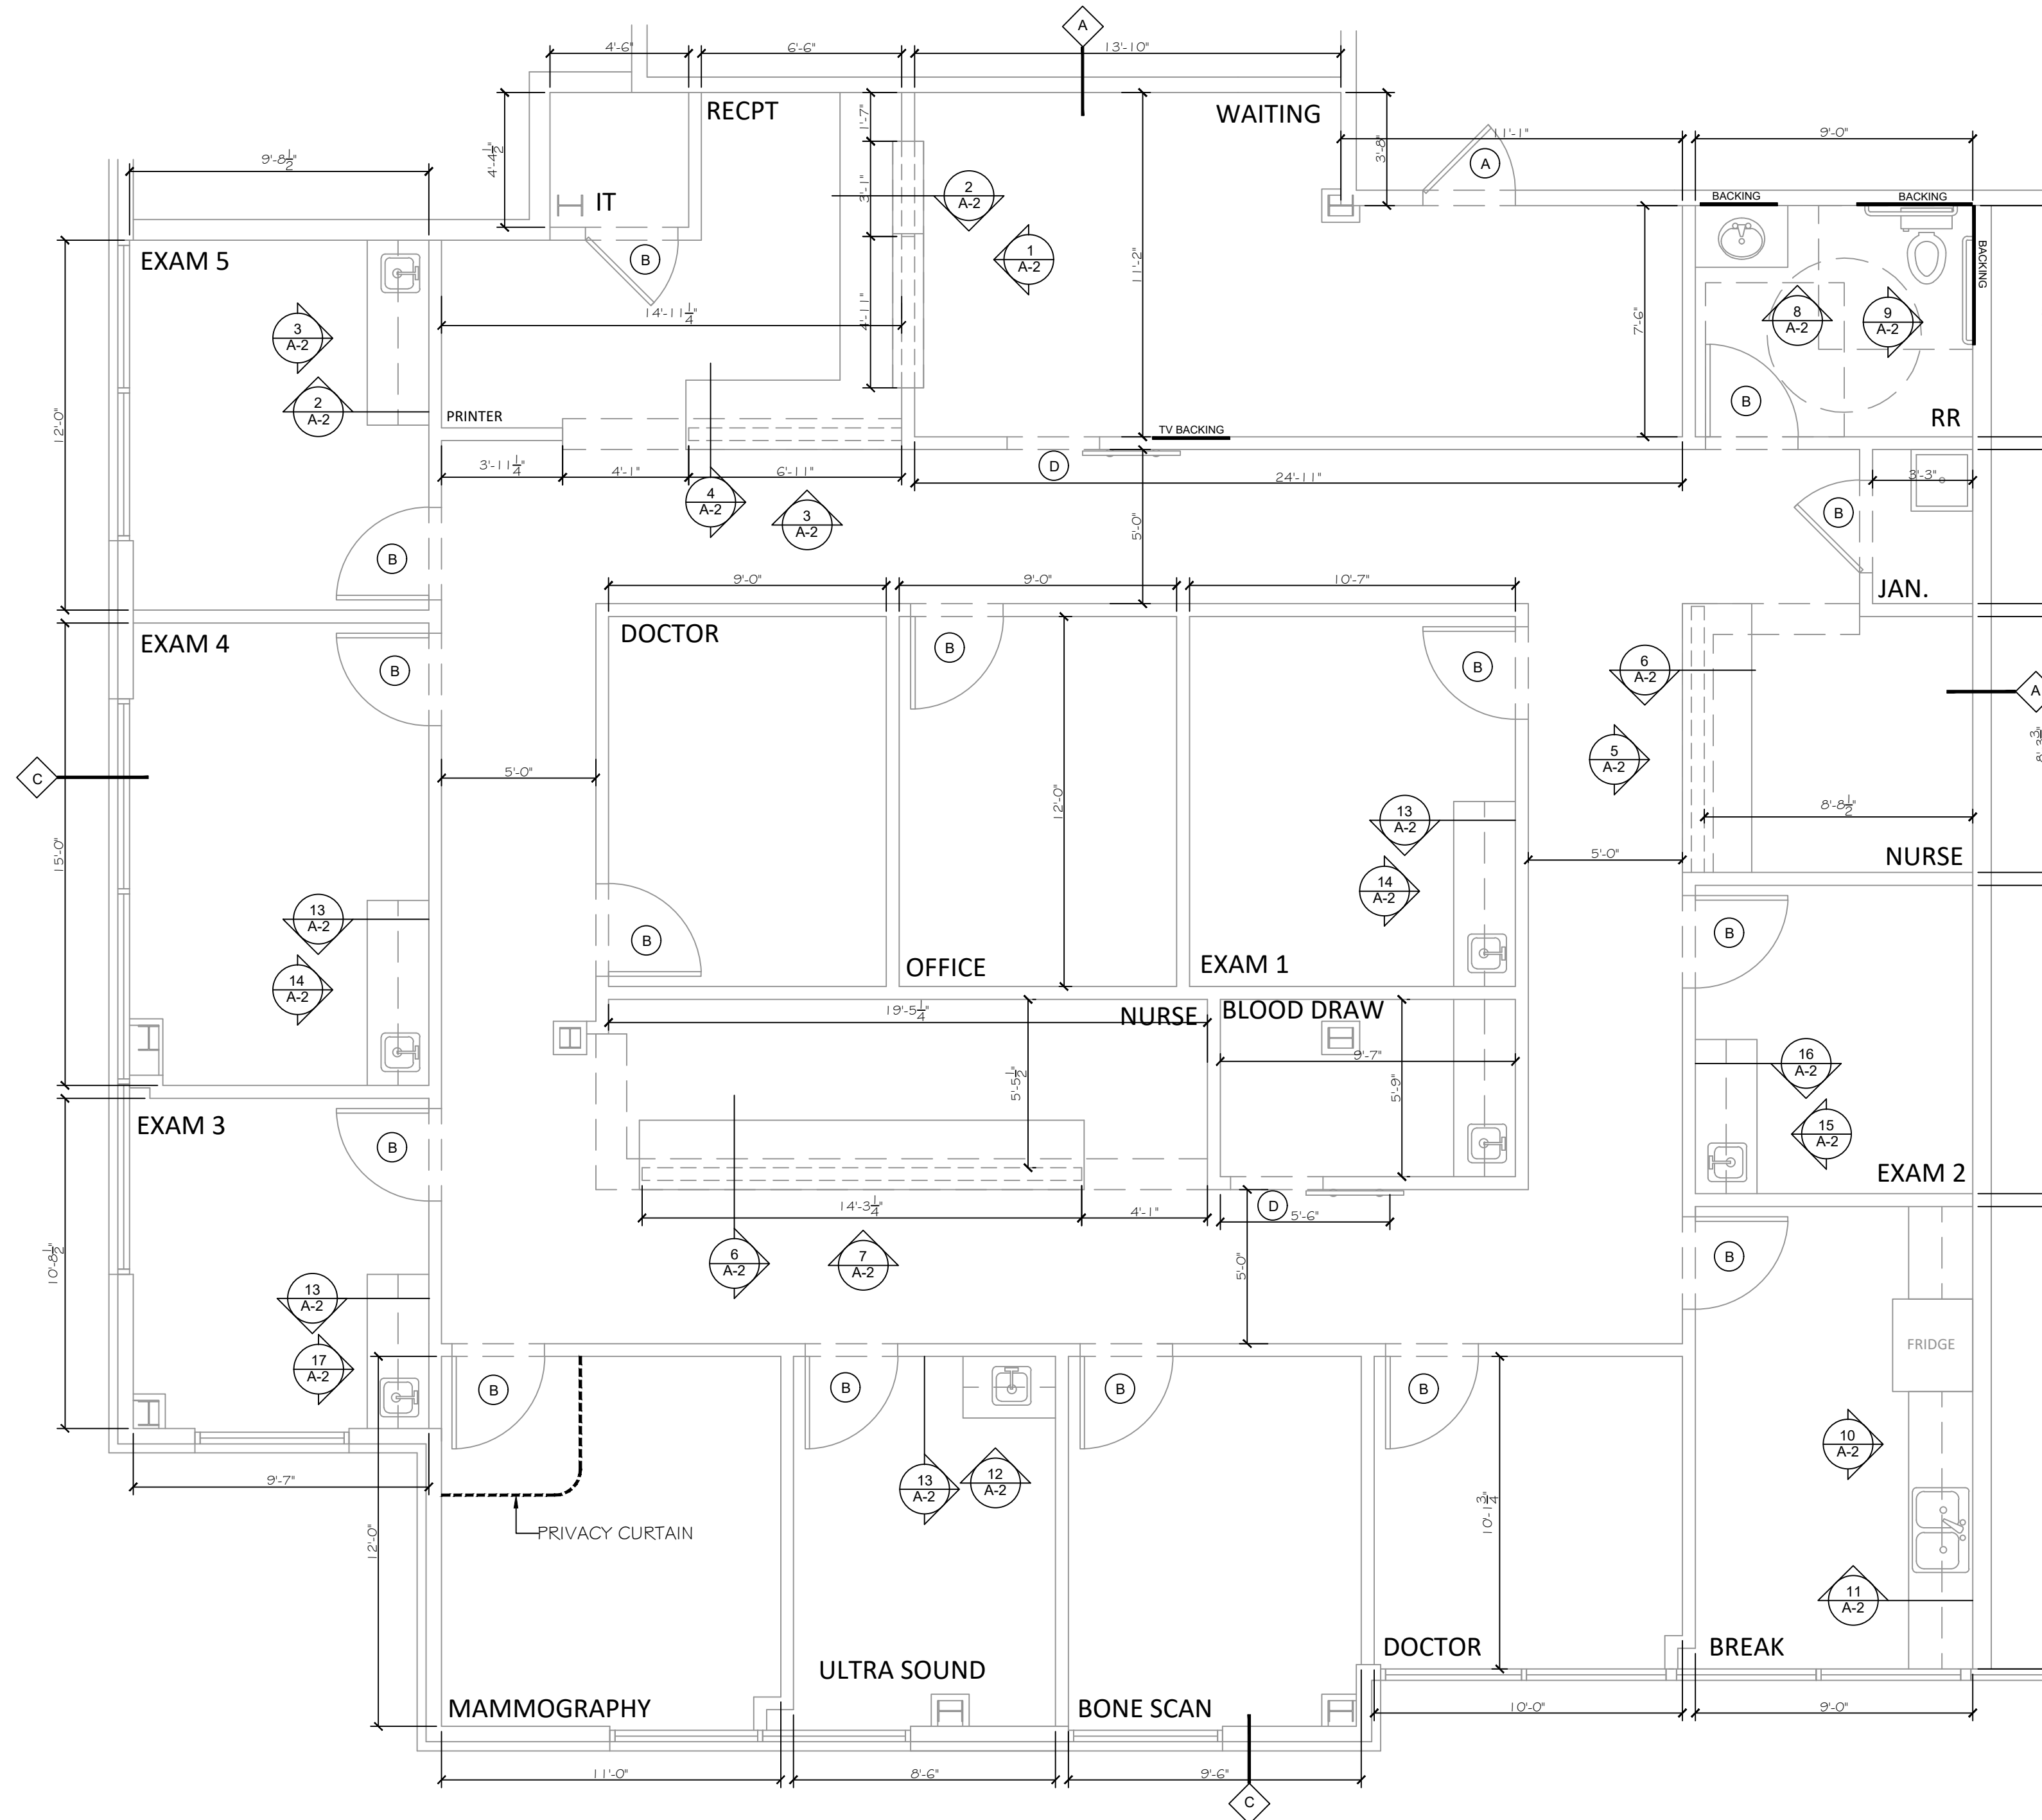 A
4'-6"
6'-6"
13'-10"
RECPT
WAITING
1'-7"
3'-8"
11'-1"
9'-0"
A
9'-8 1/2"
4'-4 1/2"
3'-1"
2
A-2
IT
BACKING
BACKING
BACKING
EXAM 5
B
1
A-2
11'-2"
14'-11 1/4"
4'-11"
7'-6"
8
A-2
9
A-2
3
A-2
2
A-2
12'-0"
B
PRINTER
RR
TV BACKING
3'-11 1/4"
4'-1"
6'-11"
D
24'-11"
3'-3"
4
A-2
3
A-2
5'-0"
B
B
9'-0"
9'-0"
10'-7"
JAN.
DOCTOR
EXAM 4
B
B
B
6
A-2
A
8'-3
C
5'-0"
5
A-2
12'-0"
13
A-2
8'-8 1/2"
15'-0"
5'-0"
NURSE
14
A-2
13
A-2
B
B
OFFICE
EXAM 1
14
A-2
19'-5 1/4"
NURSE
BLOOD DRAW
9'-7"
16
A-2
5'-5 1/2"
5'-9"
EXAM 3
B
15
A-2
EXAM 2
14'-3 1/4"
4'-1"
D
5'-6"
10'-8 1/2"
6
A-2
7
A-2
5'-0"
B
13
A-2
17
A-2
FRIDGE
B
B
B
B
10
A-2
9'-7"
13
A-2
12
A-2
12'-0"
PRIVACY CURTAIN
10'-1 3/4"
11
A-2
DOCTOR
BREAK
ULTRA SOUND
MAMMOGRAPHY
BONE SCAN
10'-0"
9'-0"
11'-0"
8'-6"
9'-6"
C